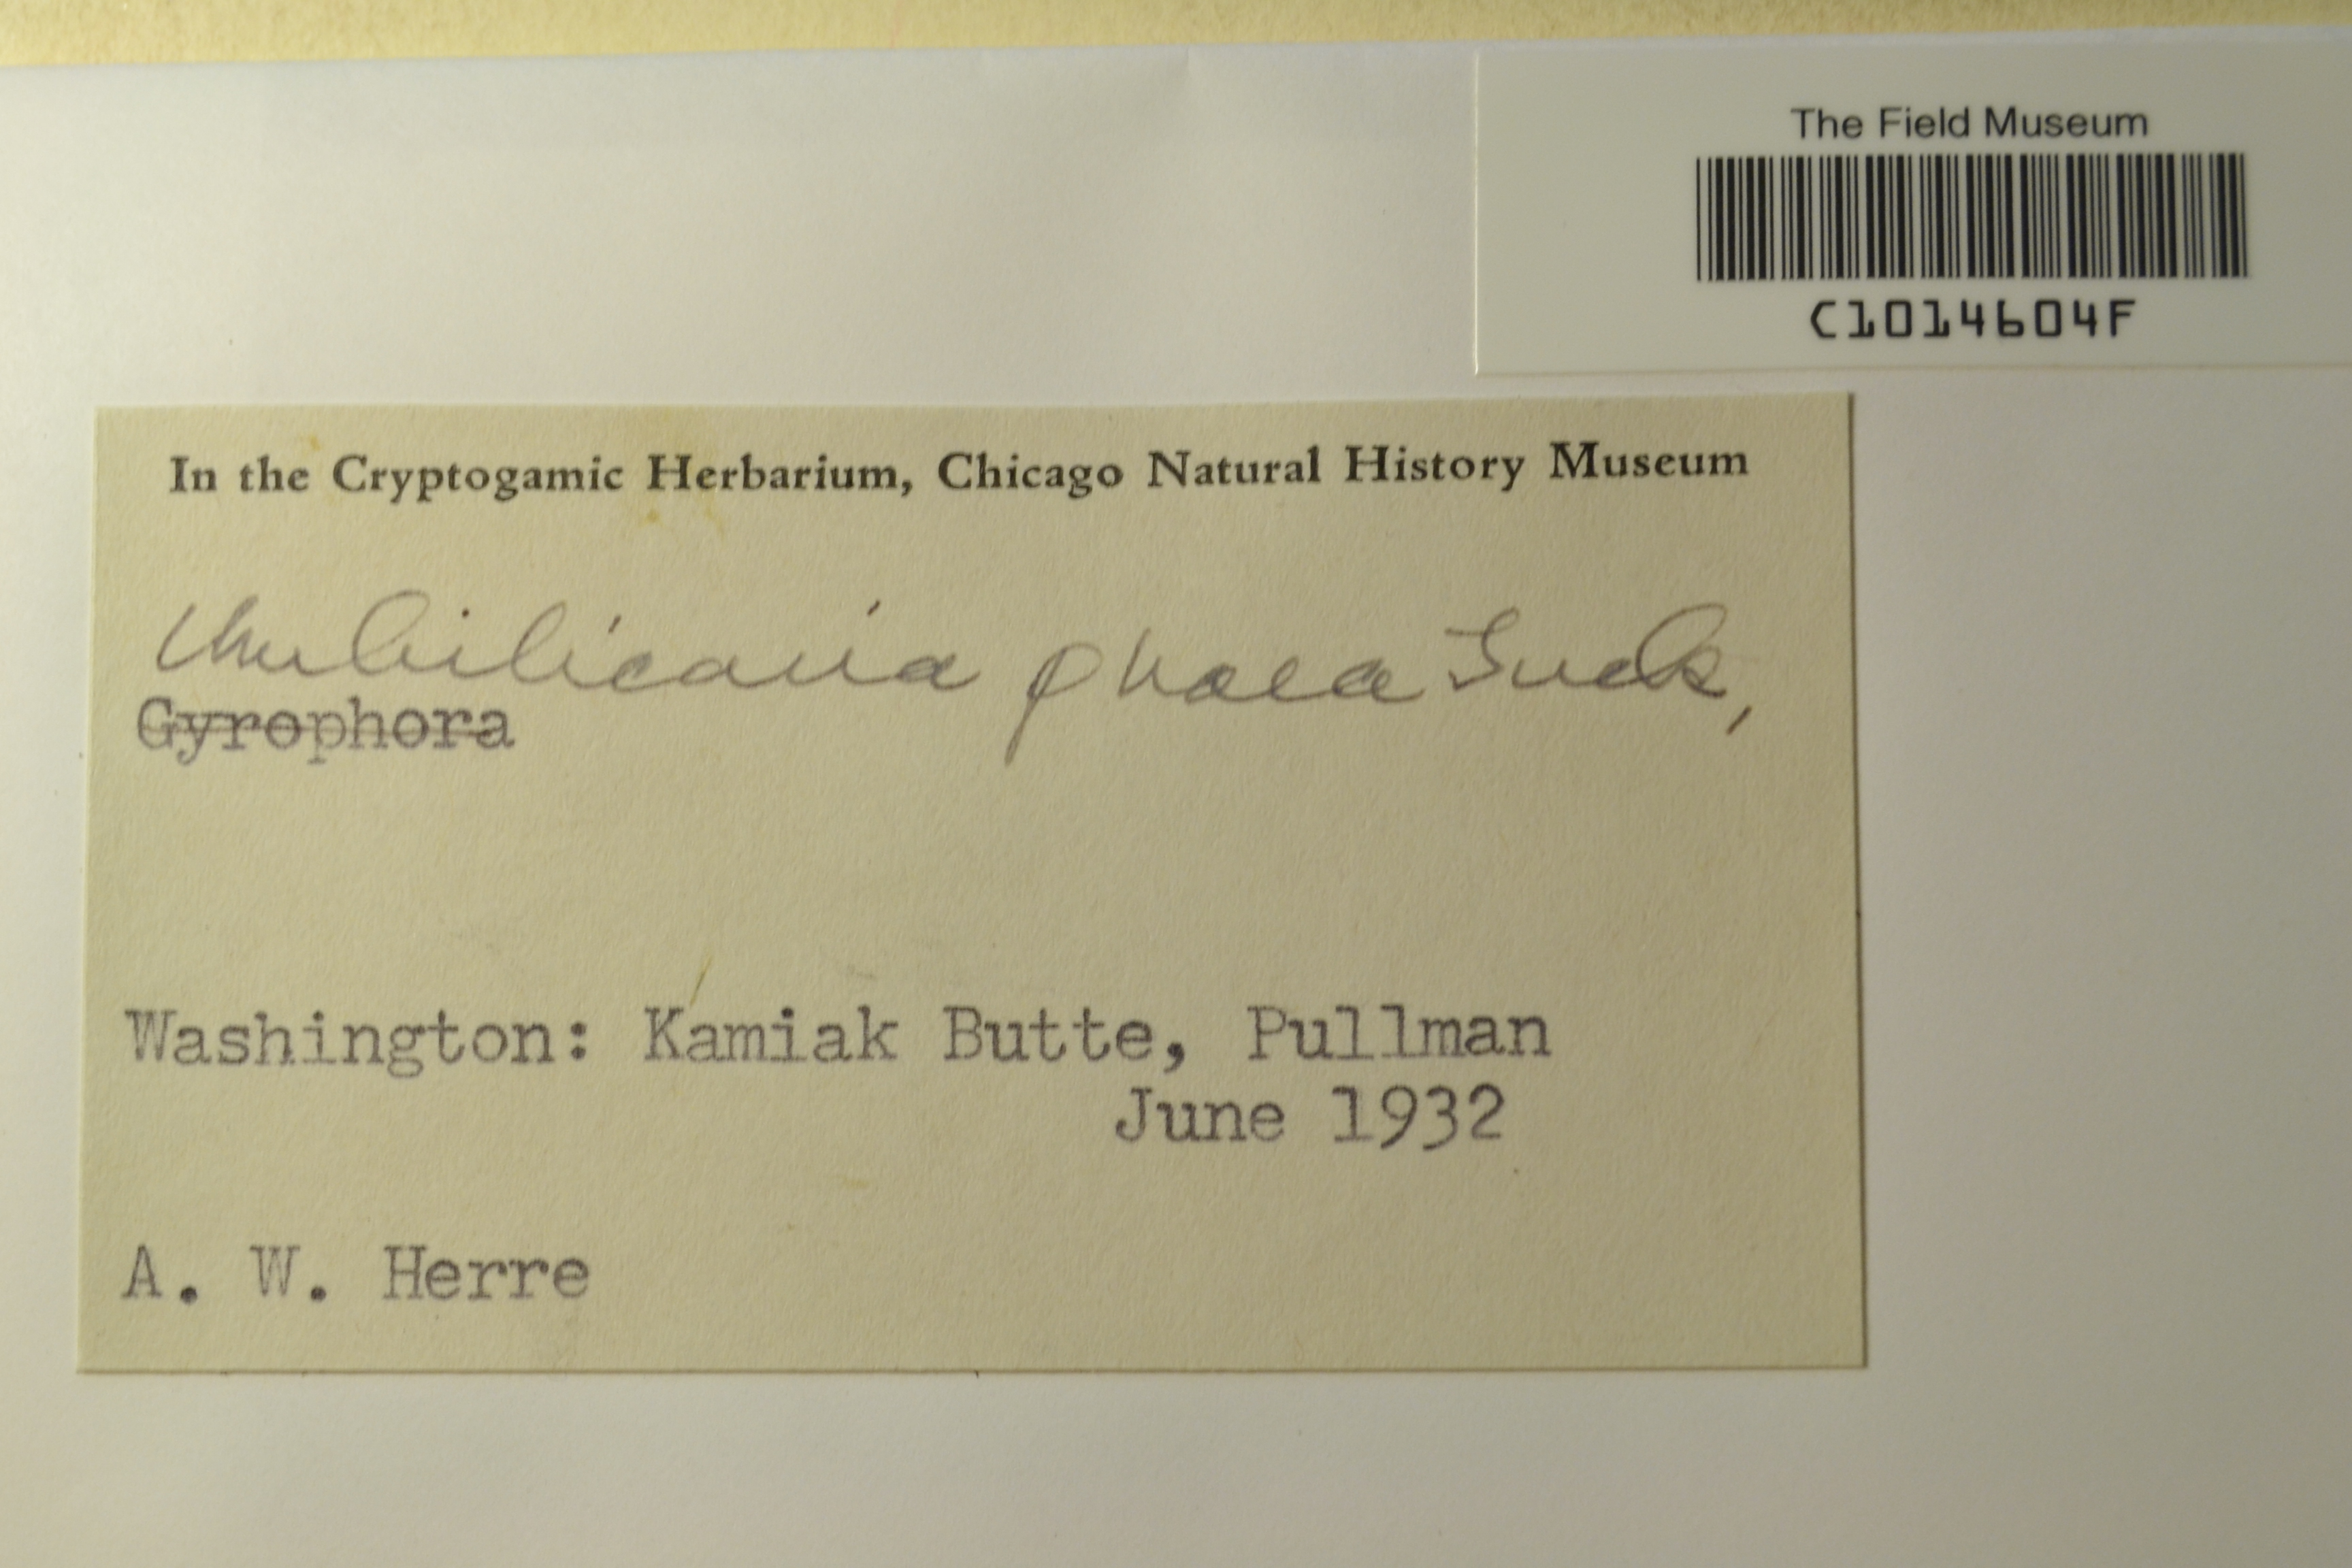 The Field Museum
C1014604F
In the Cryptogamic Herbarium, Chicago Natural History Museum
Umbilicaria phaea Tuck,
Gyrophora
Washington: Kamiak Butte, Pullman
June 1932
A. W. Herre